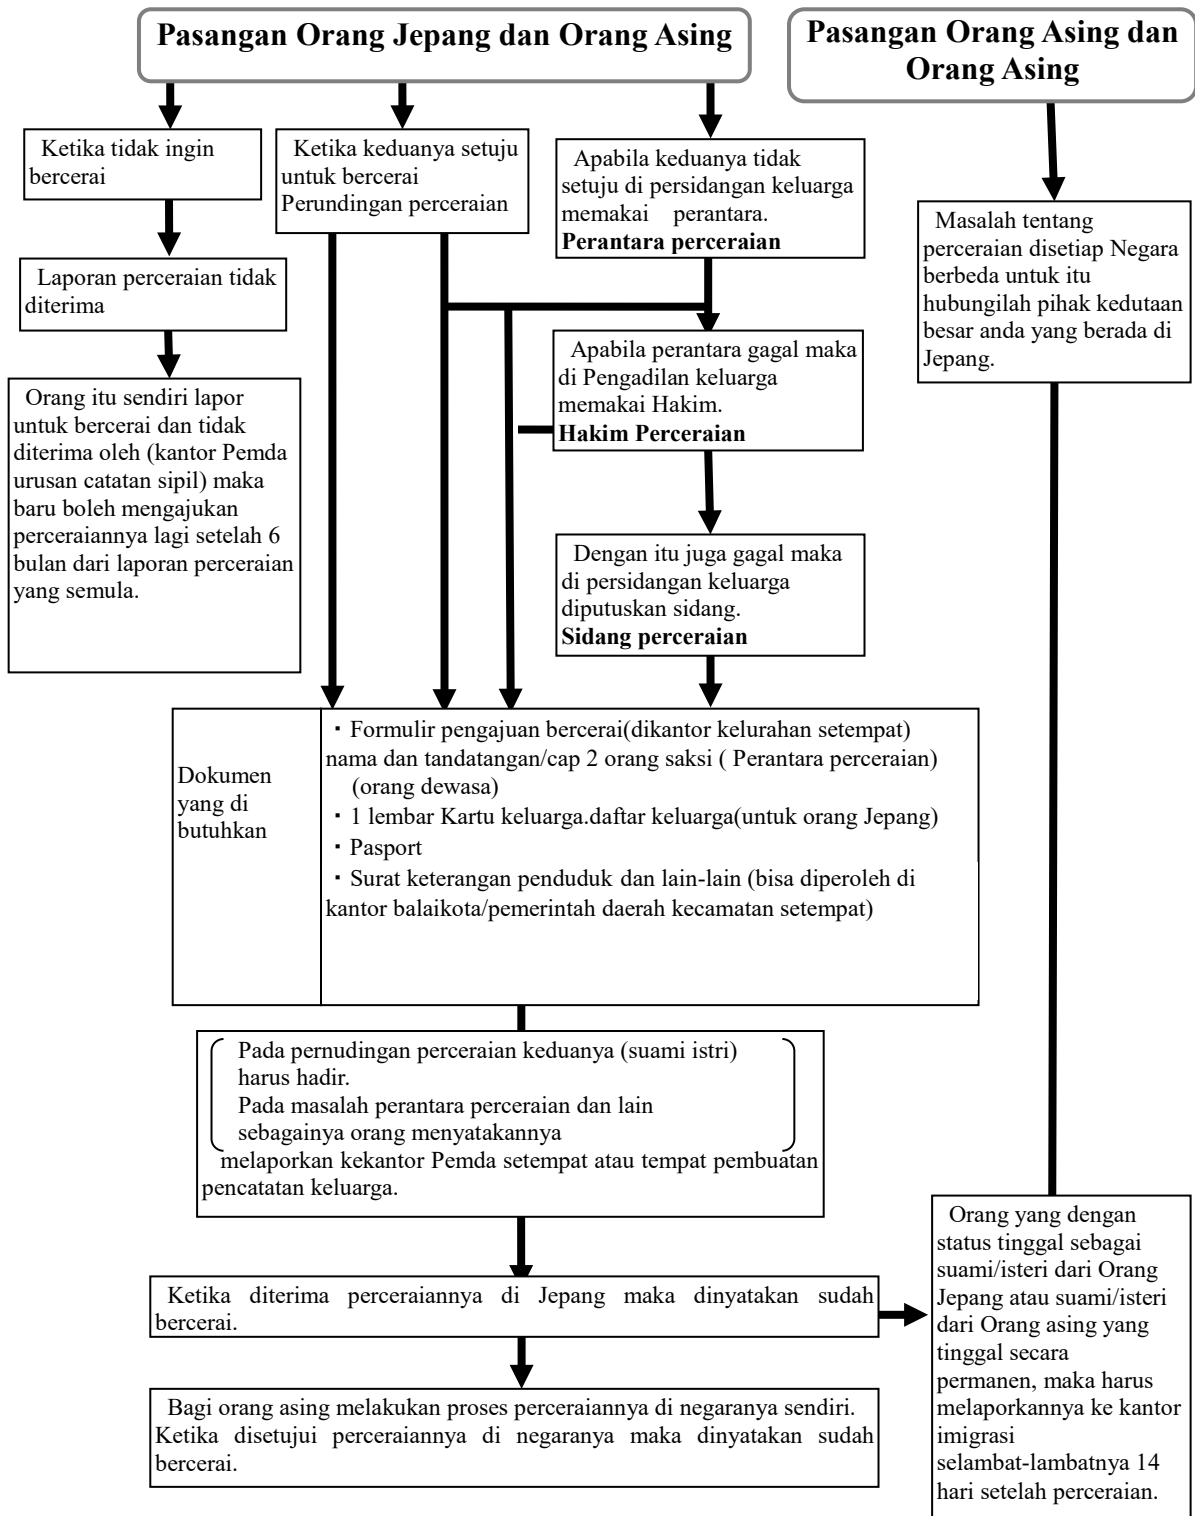 Pasangan Orang Jepang dan Orang Asing
Pasangan Orang Asing dan
Orang Asing
Ketika tidak ingin
bercerai
Ketika keduanya setuju
untuk bercerai
Perundingan perceraian
Apabila keduanya tidak
setuju di persidangan keluarga
memakai perantara.
Perantara perceraian
Masalah tentang
perceraian disetiap Negara
berbeda untuk itu
hubungilah pihak kedutaan
besar anda yang berada di
Jepang.
Laporan perceraian tidak
diterima
Apabila perantara gagal maka
di Pengadilan keluarga
memakai Hakim.
Hakim Perceraian
Orang itu sendiri lapor
untuk bercerai dan tidak
diterima oleh (kantor Pemda
urusan catatan sipil) maka
baru boleh mengajukan
perceraiannya lagi setelah 6
bulan dari laporan perceraian
yang semula.
Dengan itu juga gagal maka
di persidangan keluarga
diputuskan sidang.
Sidang perceraian
Dokumen
yang di
butuhkan
・Formulir pengajuan bercerai(dikantor kelurahan setempat)
nama dan tandatangan/cap 2 orang saksi ( Perantara perceraian)
(orang dewasa)
・1 lembar Kartu keluarga.daftar keluarga(untuk orang Jepang)
・Pasport
・Surat keterangan penduduk dan lain-lain (bisa diperoleh di
kantor balaikota/pemerintah daerah kecamatan setempat)
Pada pernudingan perceraian keduanya (suami istri)
harus hadir.
Pada masalah perantara perceraian dan lain
sebagainya orang menyatakannya
melaporkan kekantor Pemda setempat atau tempat pembuatan
pencatatan keluarga.
Ketika diterima perceraiannya di Jepang maka dinyatakan sudah
bercerai.
Bagi orang asing melakukan proses perceraiannya di negaranya sendiri.
Ketika disetujui perceraiannya di negaranya maka dinyatakan sudah
bercerai.
Orang yang dengan
status tinggal sebagai
suami/isteri dari Orang
Jepang atau suami/isteri
dari Orang asing yang
tinggal secara
permanen, maka harus
melaporkannya ke kantor
imigrasi
selambat-lambatnya 14
hari setelah perceraian.